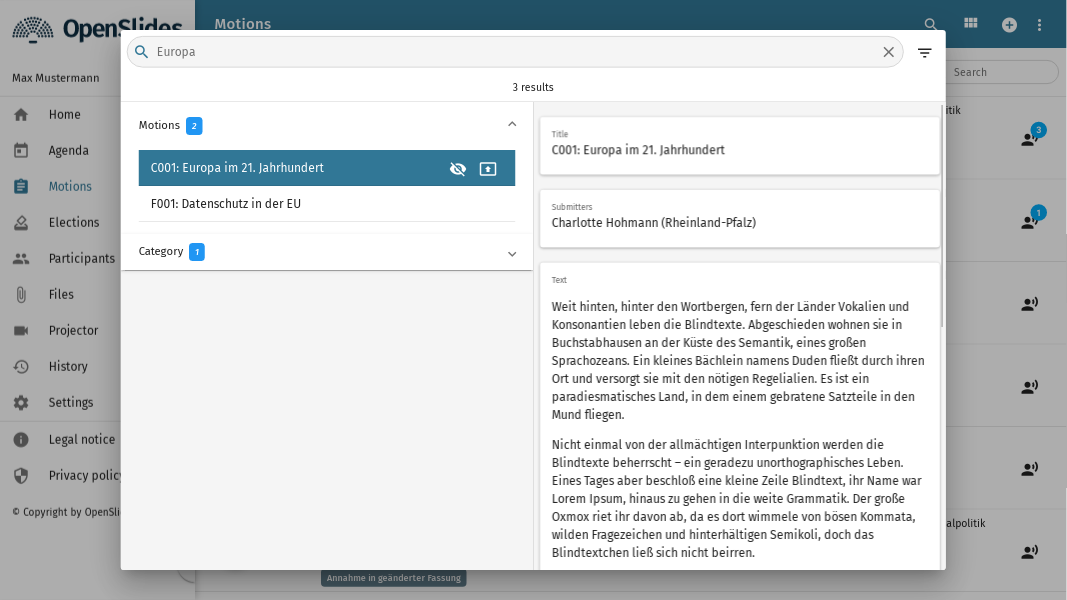 OpenSlides
Motions
Max Mustermann
Home
Agenda
Motions
Elections
Participants
Files
Projector
History
Settings
Legal notice
Privacy policy
© Copyright by OpenSli
Europa
3 results
Motions 2
C001: Europa im 21. Jahrhundert
F001: Datenschutz in der EU
Category 1
Title
C001: Europa im 21. Jahrhundert
Submitters
Charlotte Hohmann (Rheinland-Pfalz)
Text
Weit hinten, hinter den Wortbergen, fern der Länder Vokalien und
Konsonantien leben die Blindtexte. Abgeschieden wohnen sie in
Buchstabhausen an der Küste des Semantik, eines großen
Sprachozeans. Ein kleines Bächlein namens Duden fließt durch ihren
Ort und versorgt sie mit den nötigen Regelialien. Es ist ein
paradiesmatisches Land, in dem einem gebratene Satzteile in den
Mund fliegen.
Nicht einmal von der allmächtigen Interpunktion werden die
Blindtexte beherrscht – ein geradezu unorthographisches Leben.
Eines Tages aber beschloß eine kleine Zeile Blindtext, ihr Name war
Lorem Ipsum, hinaus zu gehen in die weite Grammatik. Der große
Oxmox riet ihr davon ab, da es dort wimmele von bösen Kommata,
wilden Fragezeichen und hinterhältigen Semikoli, doch das
Blindtextchen ließ sich nicht beirren.
Search
itik
3
1
alpolitik
Annahme in geänderter Fassung